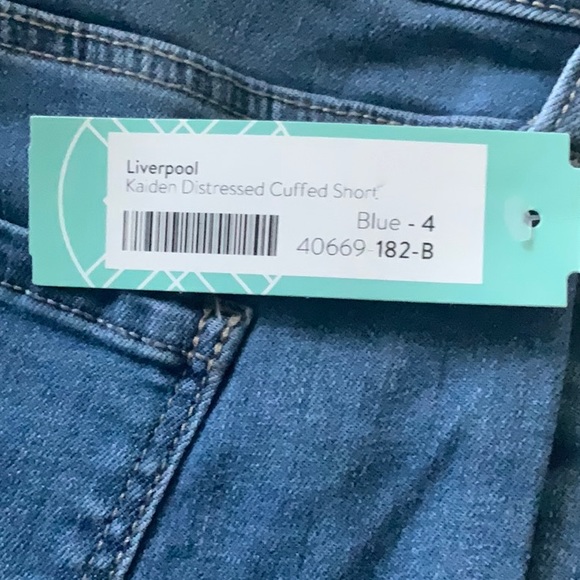 Liverpool
Kaiden Distressed Cuffed Short
Blue - 4
40669-182-B